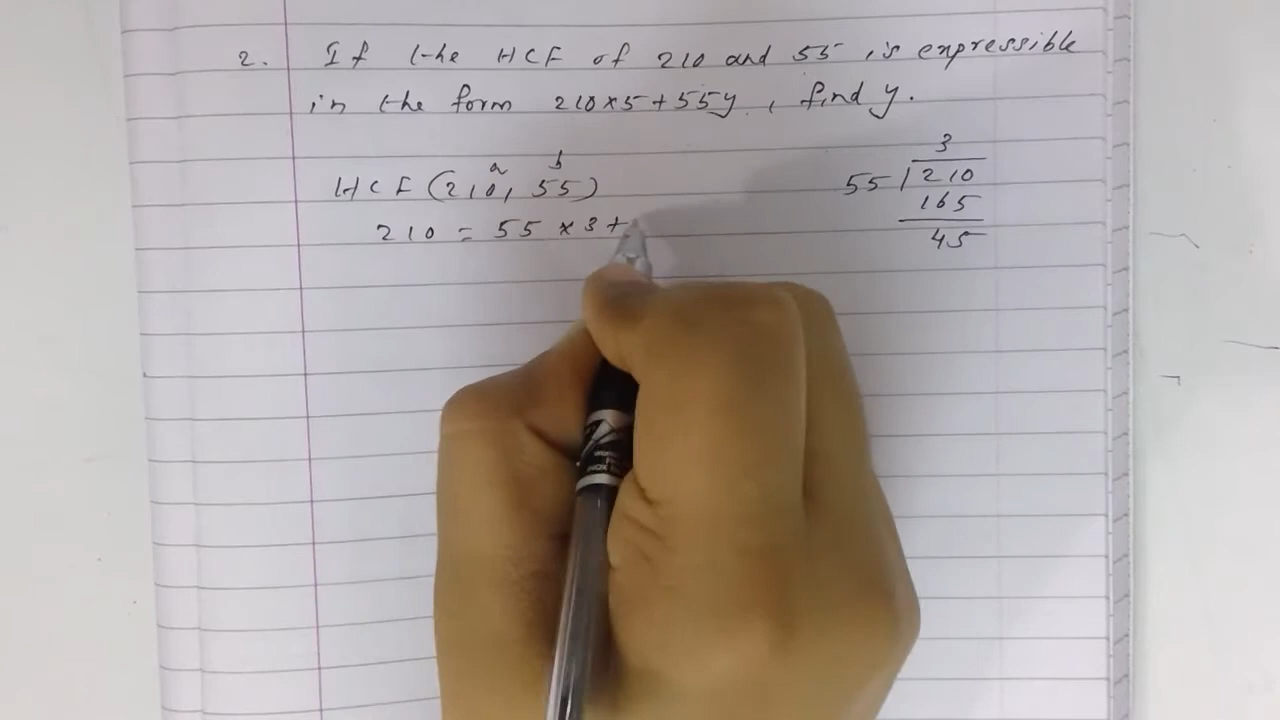 2. If the HCF of 210 and 55 is expressible
in the form 210×5+55y, find y.
a b
HCF (210, 55)
210 = 55 × 3 +
3
55 ) 210
165
45